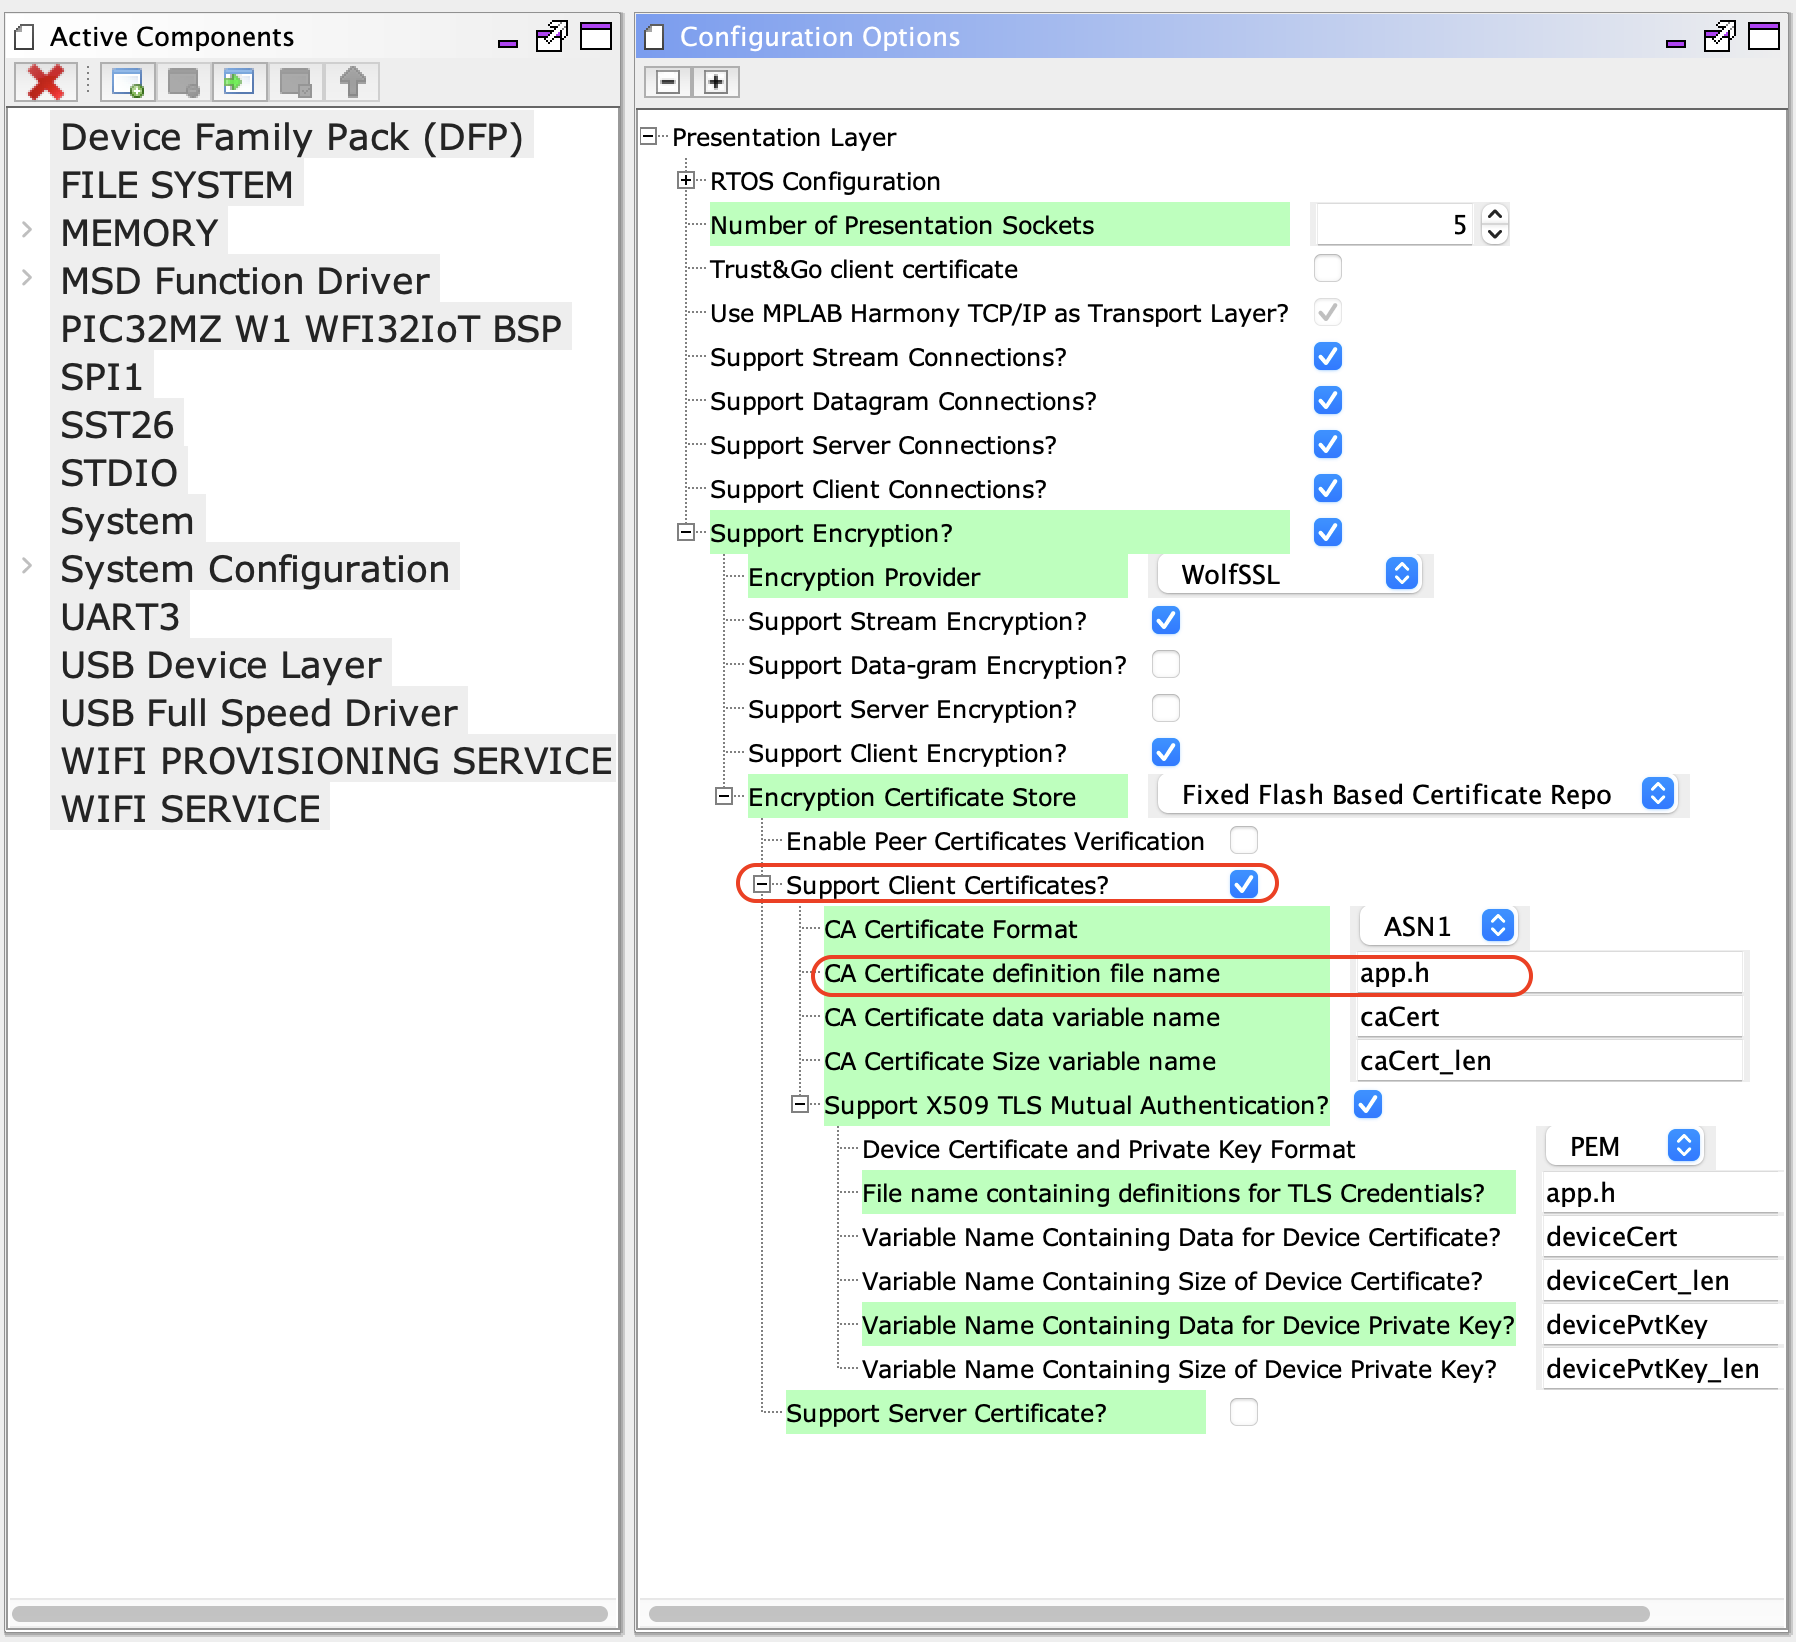 Active Components
Device Family Pack (DFP)
FILE SYSTEM
MEMORY
MSD Function Driver
PIC32MZ W1 WFI32IoT BSP
SPI1
SST26
STDIO
System
System Configuration
UART3
USB Device Layer
USB Full Speed Driver
WIFI PROVISIONING SERVICE
WIFI SERVICE
Configuration Options
Presentation Layer
RTOS Configuration
Number of Presentation Sockets 5
Trust&Go client certificate
Use MPLAB Harmony TCP/IP as Transport Layer?
Support Stream Connections?
Support Datagram Connections?
Support Server Connections?
Support Client Connections?
Support Encryption?
Encryption Provider WolfSSL
Support Stream Encryption?
Support Data-gram Encryption?
Support Server Encryption?
Support Client Encryption?
Encryption Certificate Store Fixed Flash Based Certificate Repo
Enable Peer Certificates Verification
Support Client Certificates?
CA Certificate Format ASN1
CA Certificate definition file name app.h
CA Certificate data variable name caCert
CA Certificate Size variable name caCert_len
Support X509 TLS Mutual Authentication?
Device Certificate and Private Key Format PEM
File name containing definitions for TLS Credentials? app.h
Variable Name Containing Data for Device Certificate? deviceCert
Variable Name Containing Size of Device Certificate? deviceCert_len
Variable Name Containing Data for Device Private Key? devicePvtKey
Variable Name Containing Size of Device Private Key? devicePvtKey_len
Support Server Certificate?